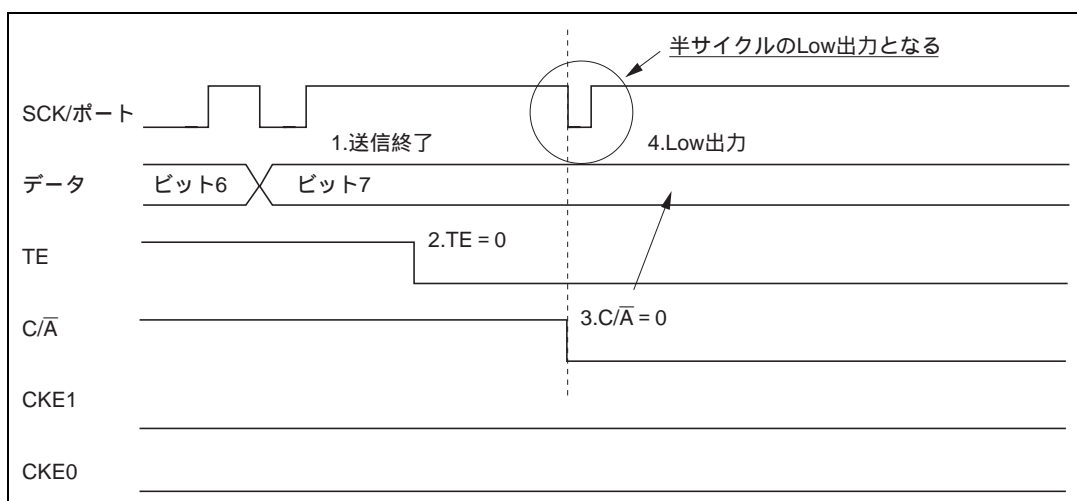 半サイクルのLow出力となる
SCK/ポート
1.送信終了
4.Low出力
データ
ビット6
ビット7
TE
2.TE = 0
C/A̅
3.C/A̅ = 0
CKE1
CKE0